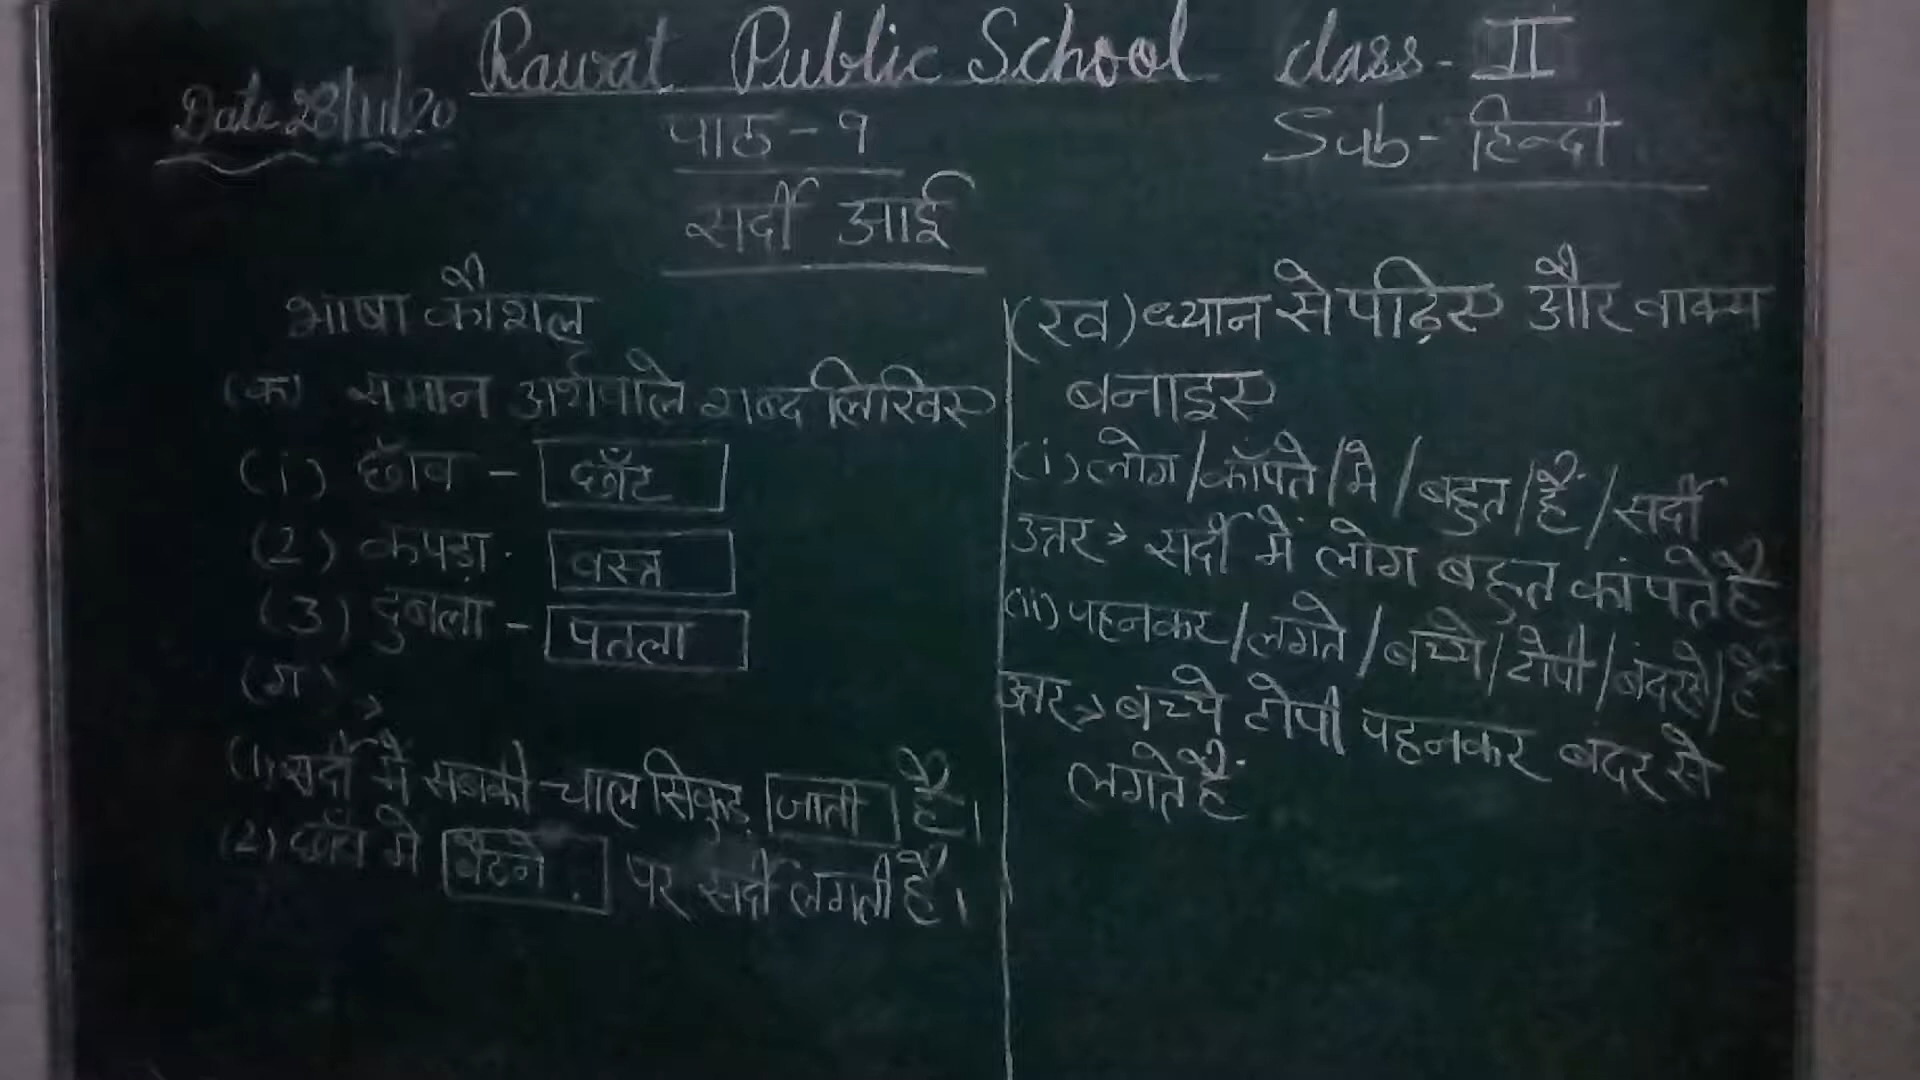 Rawat Public School class - II
Date 28/11/20
पाठ - १
Sub - हिन्दी
सर्दी आई
भाषा कौशल
(क) समान अर्थवाले शब्द लिखिए
(i) छाँव - छाँह
(2) कपड़ा - वस्त्र
(3) दुबला - पतला
(ग) →
(1) सर्दी में सबकी चाल सिकुड़ जाती है।
(2) छाँव में बैठने पर सर्दी लगती है।
(ख) ध्यान से पढ़िए और वाक्य
बनाइए
(i) लोग/काँपते/मे/बहुत/हैं/सर्दी
उत्तर→ सर्दी में लोग बहुत कांपते है
(ii) पहनकर/लगते/बच्चे/टोपी/बंदरसे/हैं
उत्तर→ बच्चे टोपी पहनकर बंदर से
लगते हैं